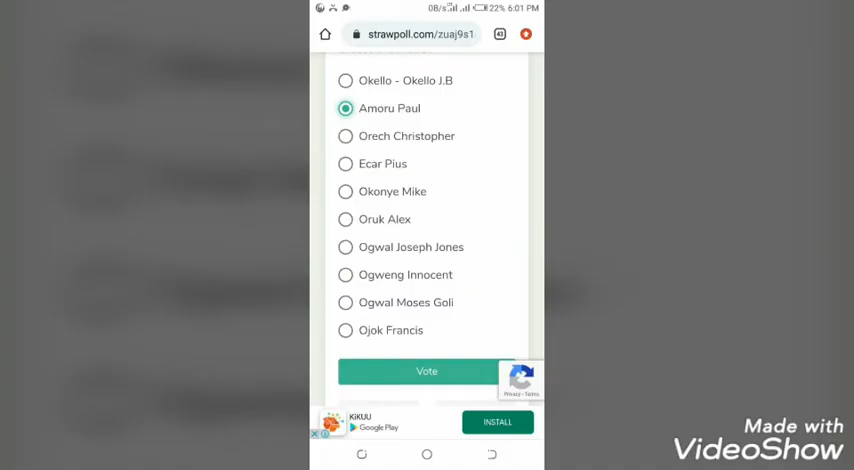 0B/s 22% 6:01 PM
strawpoll.com/zuaj9s1
43
Okello - Okello J.B
Amoru Paul
Orech Christopher
Ecar Pius
Okonye Mike
Oruk Alex
Ogwal Joseph Jones
Ogweng Innocent
Ogwal Moses Goli
Ojok Francis
Vote
Privacy - Terms
KiKUU
Google Play
INSTALL
Made with
VideoShow